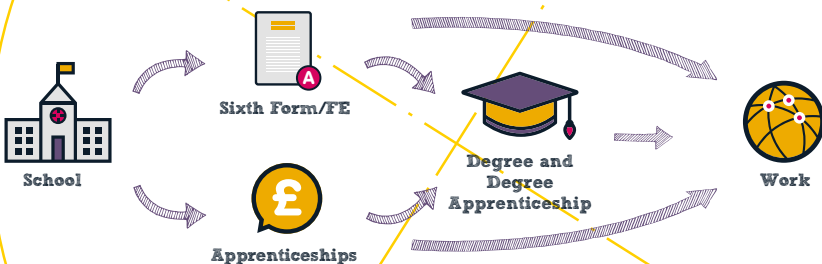 School
A
Sixth Form/FE
£
Apprenticeships
Degree and
Degree
Apprenticeship
Work